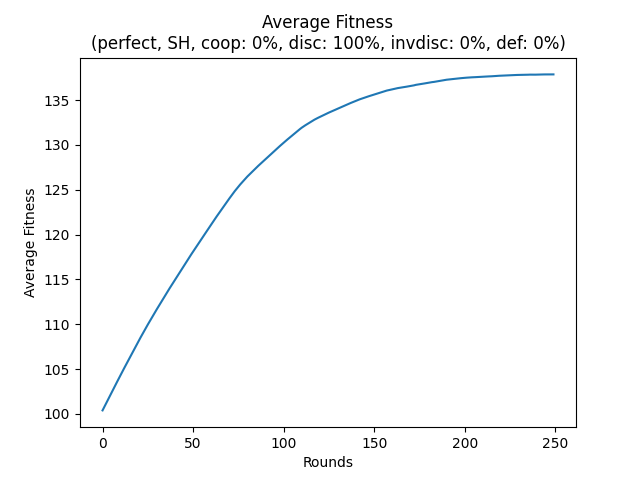 Average Fitness
(perfect, SH, coop: 0%, disc: 100%, invdisc: 0%, def: 0%)
Average Fitness
135
130
125
120
115
110
105
100
0 50 100 150 200 250
Rounds